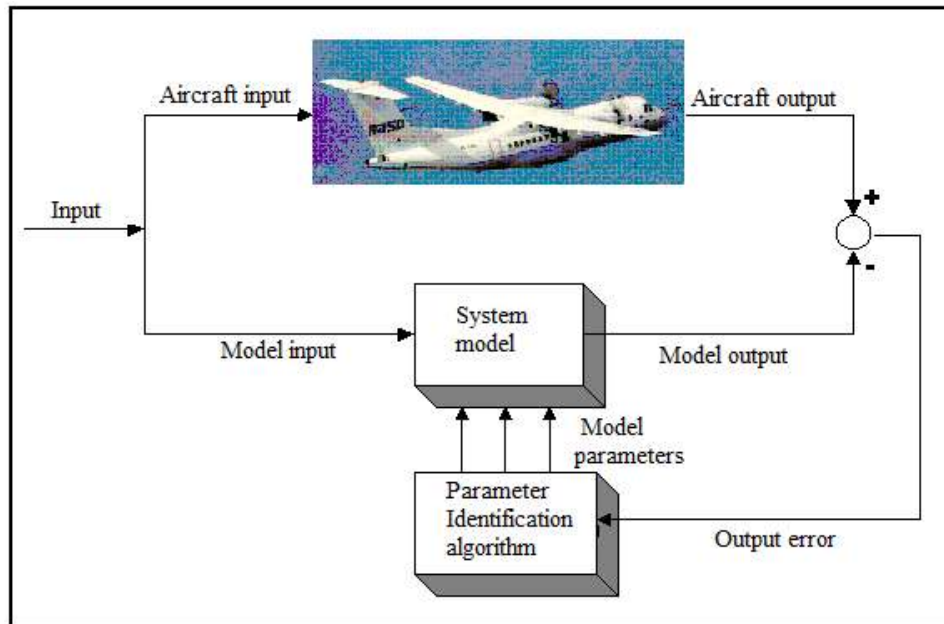 Aircraft input
Aircraft output
Input
+
-
System
model
Model input
Model output
Model
parameters
Parameter
Identification
algorithm
Output error